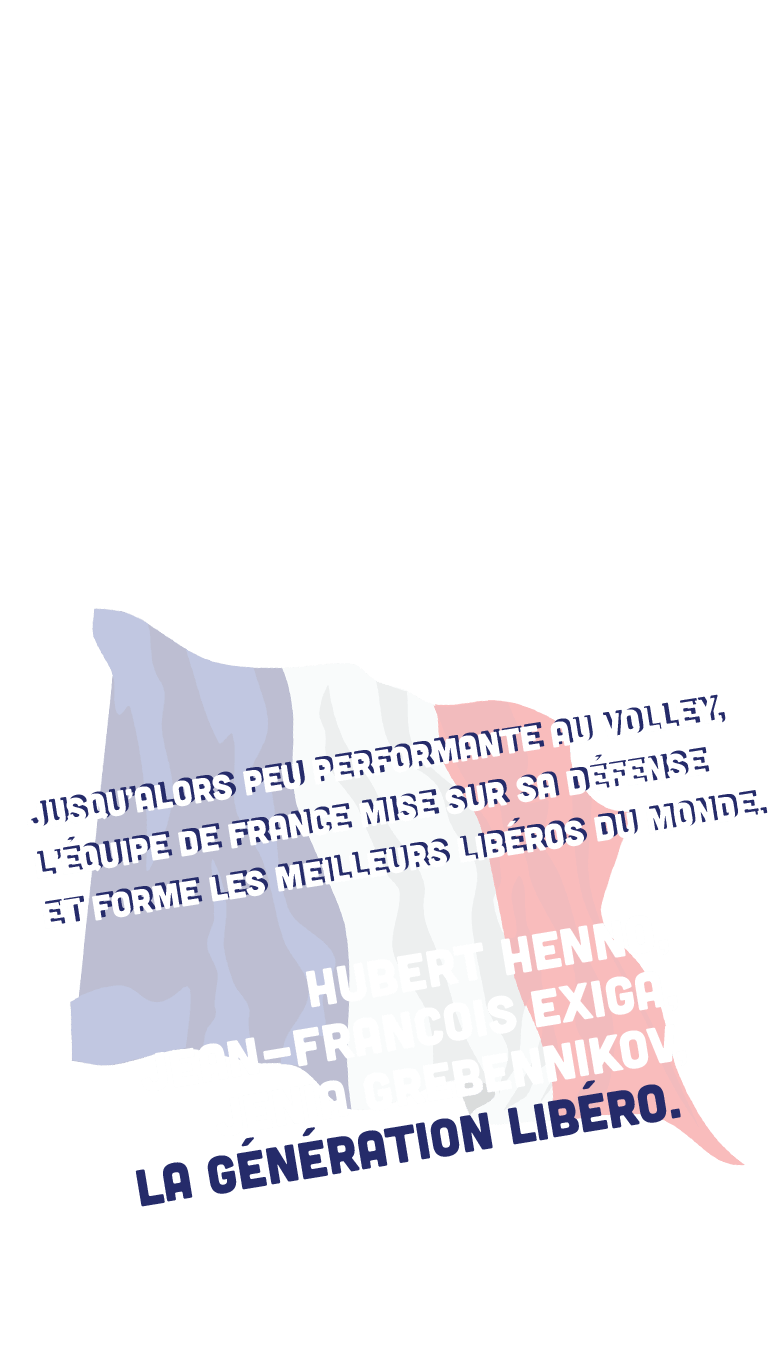 JUSQU'ALORS PEU PERFORMANTE AU VOLLEY,
L'ÉQUIPE DE FRANCE MISE SUR SA DÉFENSE
ET FORME LES MEILLEURS LIBÉROS DU MONDE.
HUBERT
FRANCOIS
GREBENNIKOV
LA GÉNÉRATION LIBÉRO.